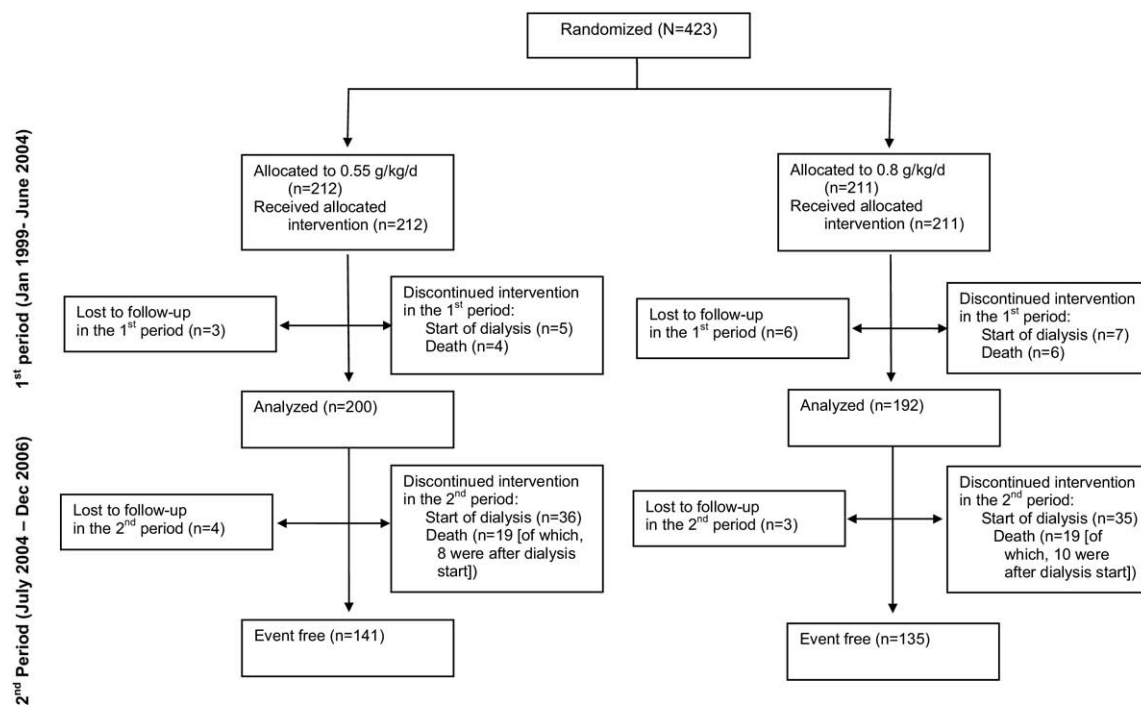 Randomized (N=423)
1st period (Jan 1999- June 2004)
Allocated to 0.55 g/kg/d
(n=212)
Received allocated
intervention (n=212)
Allocated to 0.8 g/kg/d
(n=211)
Received allocated
intervention (n=211)
Lost to follow-up
in the 1st period (n=3)
Discontinued intervention
in the 1st period:
Start of dialysis (n=5)
Death (n=4)
Lost to follow-up
in the 1st period (n=6)
Discontinued intervention
in the 1st period:
Start of dialysis (n=7)
Death (n=6)
Analyzed (n=200)
Analyzed (n=192)
2nd Period (July 2004 – Dec 2006)
Lost to follow-up
in the 2nd period (n=4)
Discontinued intervention
in the 2nd period:
Start of dialysis (n=36)
Death (n=19 [of which,
8 were after dialysis
start])
Lost to follow-up
in the 2nd period (n=3)
Discontinued intervention
in the 2nd period:
Start of dialysis (n=35)
Death (n=19 [of
which, 10 were
after dialysis start])
Event free (n=141)
Event free (n=135)